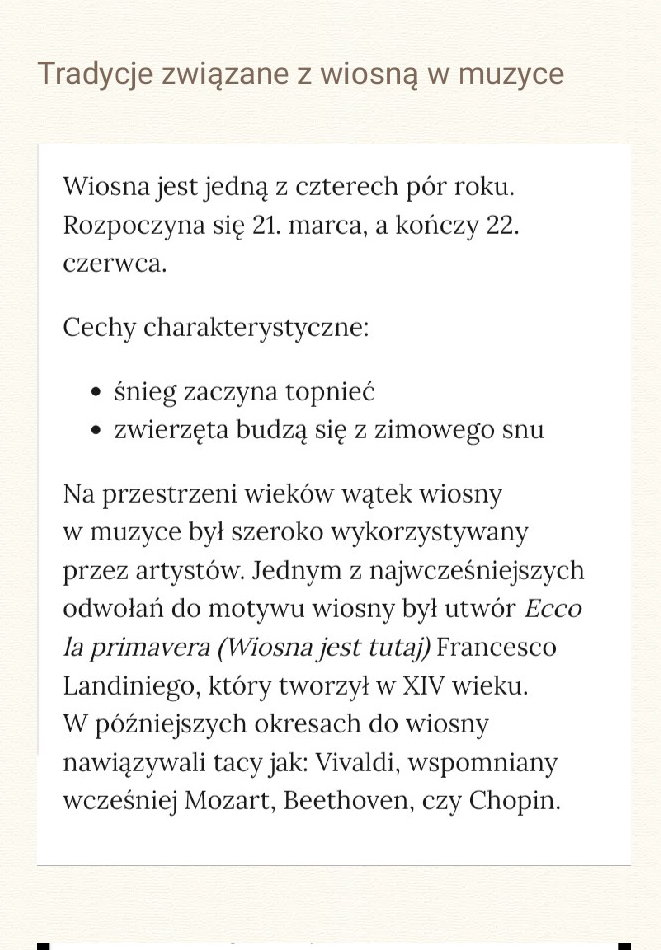 Tradycje związane z wiosną w muzyce
Wiosna jest jedną z czterech pór roku.
Rozpoczyna się 21. marca, a kończy 22.
czerwca.
Cechy charakterystyczne:
• śnieg zaczyna topnieć
• zwierzęta budzą się z zimowego snu
Na przestrzeni wieków wątek wiosny
w muzyce był szeroko wykorzystywany
przez artystów. Jednym z najwcześniejszych
odwołań do motywu wiosny był utwór Ecco
la primavera (Wiosna jest tutaj) Francesco
Landiniego, który tworzył w XIV wieku.
W późniejszych okresach do wiosny
nawiązywali tacy jak: Vivaldi, wspomniany
wcześniej Mozart, Beethoven, czy Chopin.